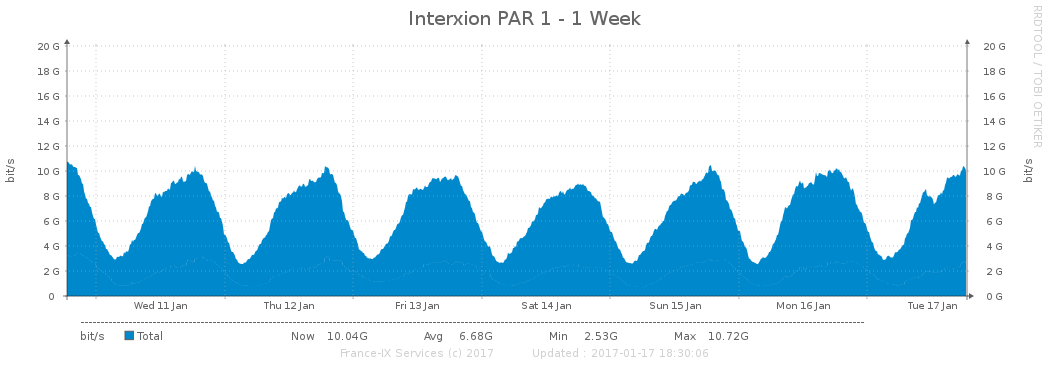 Interxion PAR 1 - 1 Week
RRDTOOL / TOBI OETIKER
20 G 20 G
18 G 18 G
16 G 16 G
14 G 14 G
12 G 12 G
10 G 10 G
8 G 8 G
6 G 6 G
4 G 4 G
2 G 2 G
0 0 G
bit/s bit/s
Wed 11 Jan Thu 12 Jan Fri 13 Jan Sat 14 Jan Sun 15 Jan Mon 16 Jan Tue 17 Jan
bit/s Total Now 10.04G Avg 6.68G Min 2.53G Max 10.72G
France-IX Services (c) 2017 Updated : 2017-01-17 18:30:06